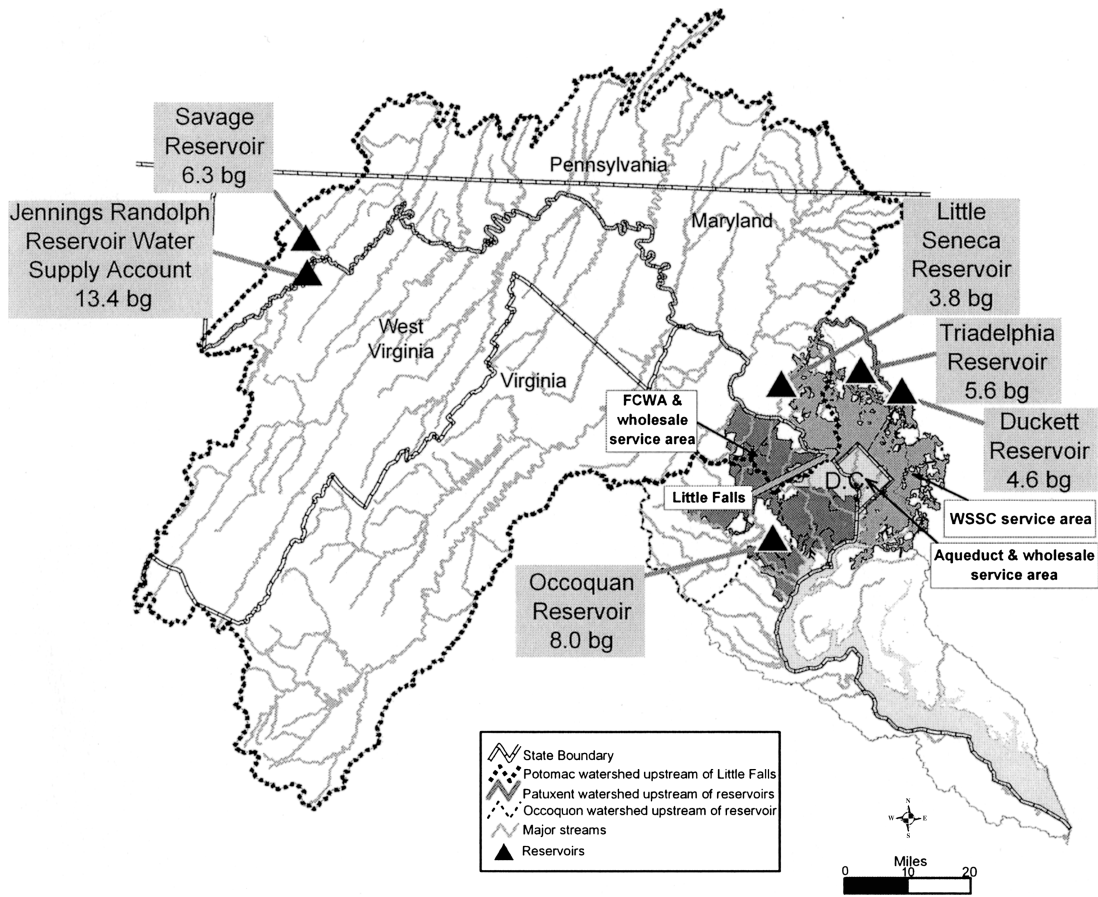 Savage
Reservoir
6.3 bg
Jennings Randolph
Reservoir Water
Supply Account
13.4 bg
Pennsylvania
Maryland
Little
Seneca
Reservoir
3.8 bg
Triadelphia
Reservoir
5.6 bg
Duckett
Reservoir
4.6 bg
West
Virginia
Virginia
FCWA &
wholesale
service area
Little Falls
D.C.
WSSC service area
Aqueduct & wholesale
service area
Occoquan
Reservoir
8.0 bg
State Boundary
Potomac watershed upstream of Little Falls
Patuxent watershed upstream of reservoirs
Occoquon watershed upstream of reservoir
Major streams
Reservoirs
N
W E
S
Miles
0 10 20